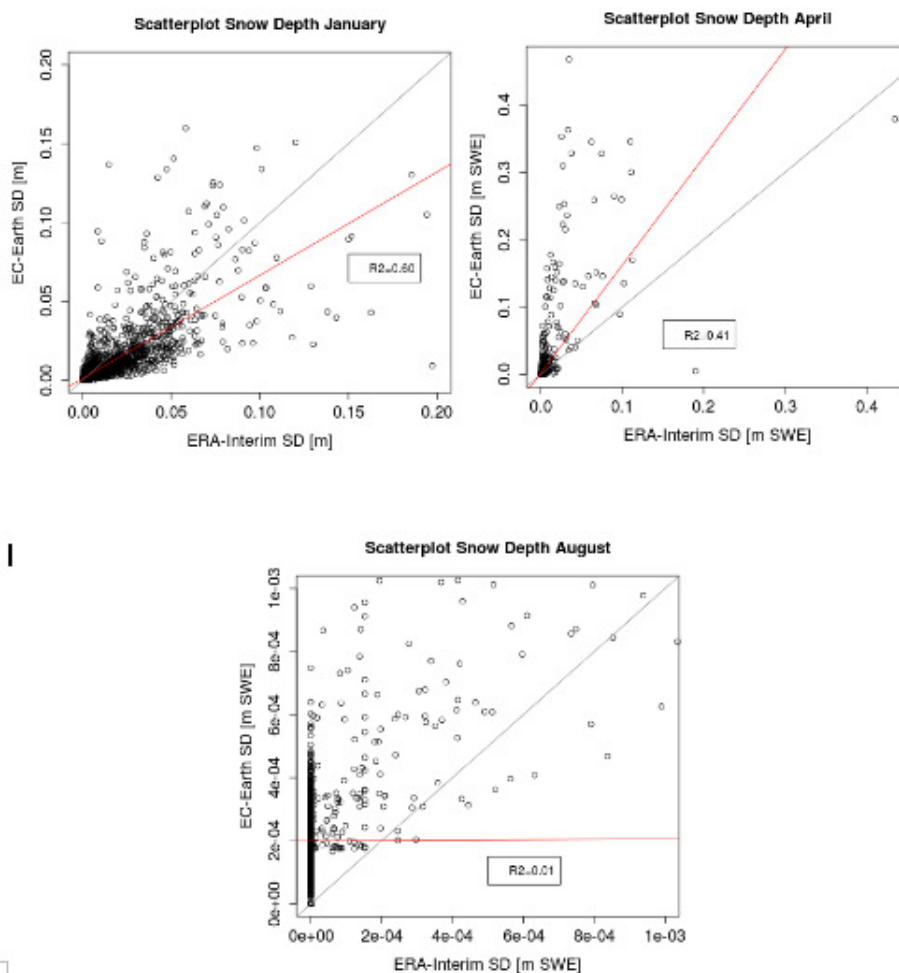 Scatterplot Snow Depth January
0.20
0.15
0.10
0.05
0.00
EC-Earth SD [m]
R2=0.60
0.00 0.05 0.10 0.15 0.20
ERA-Interim SD [m]
Scatterplot Snow Depth April
0.4
0.3
0.2
0.1
0.0
EC-Earth SD [m SWE]
R2=0.41
0.0 0.1 0.2 0.3 0.4
ERA-Interim SD [m SWE]
I
Scatterplot Snow Depth August
1e-03
8e-04
6e-04
4e-04
2e-04
0e+00
EC-Earth SD [m SWE]
R2=0.01
0e+00 2e-04 4e-04 6e-04 8e-04 1e-03
ERA-Interim SD [m SWE]